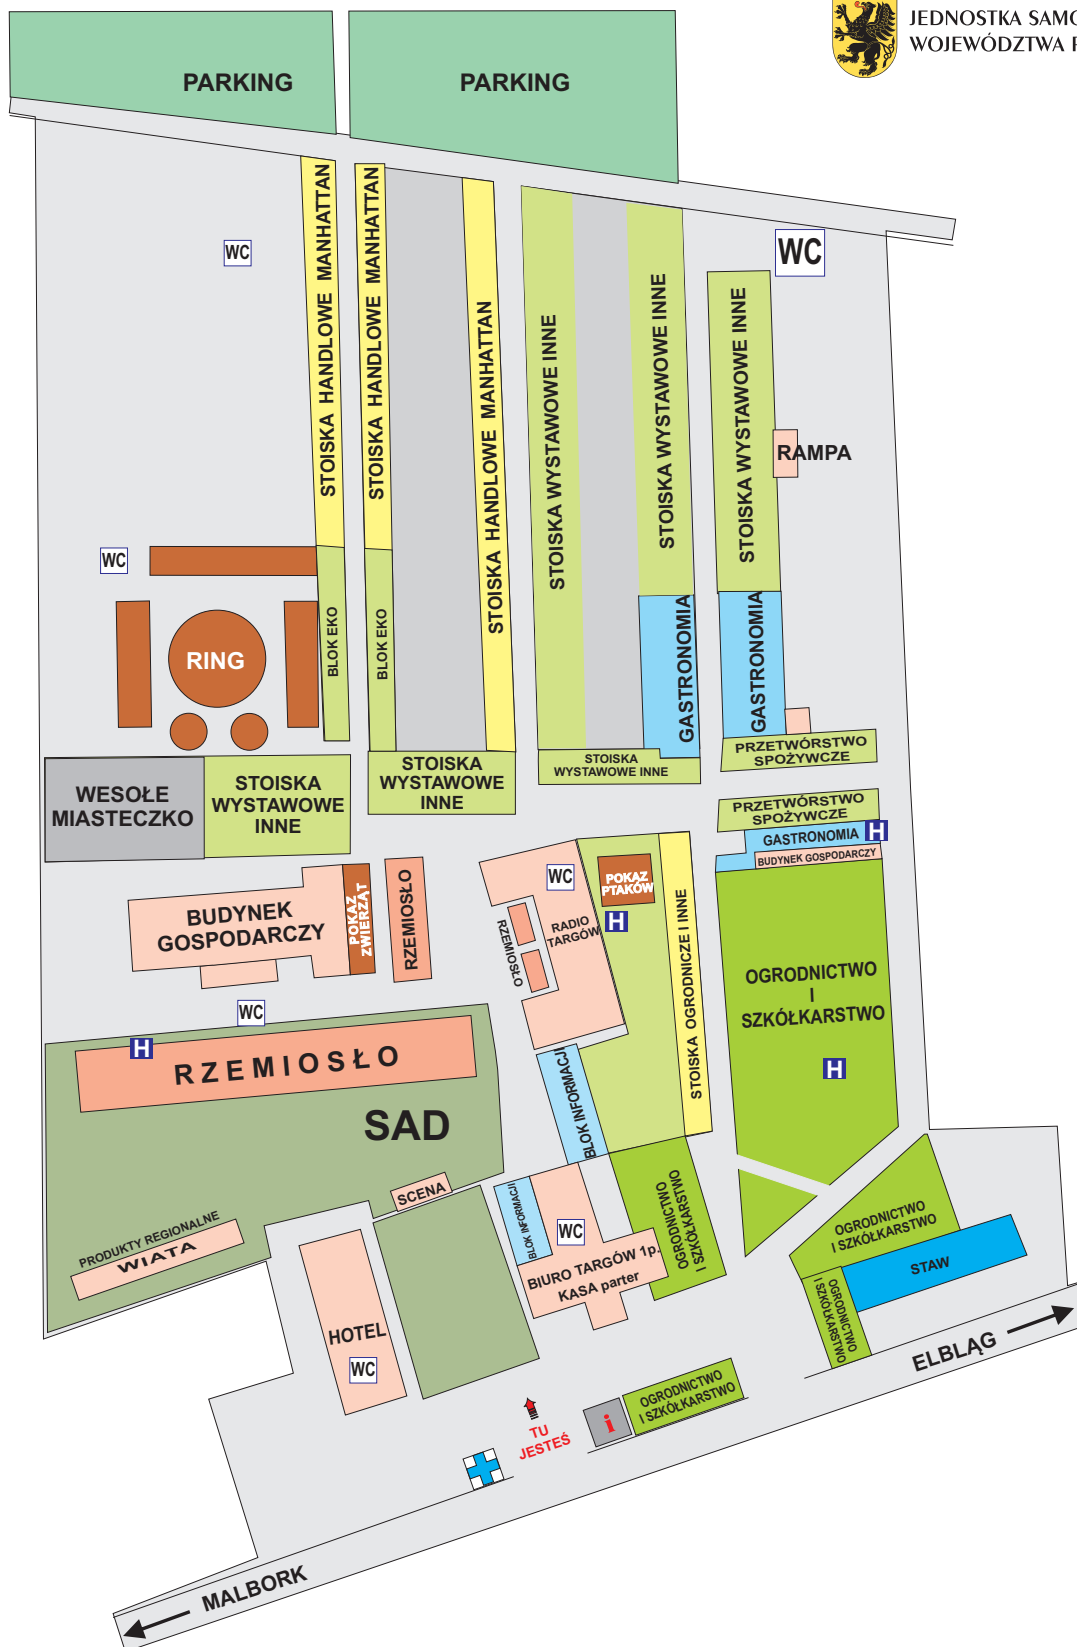 JEDNOSTKA SAMO
WOJEWÓDZTWA P
PARKING
PARKING
WC
WC
STOISKA HANDLOWE MANHATTAN
STOISKA HANDLOWE MANHATTAN
STOISKA HANDLOWE MANHATTAN
STOISKA WYSTAWOWE INNE
STOISKA WYSTAWOWE INNE
STOISKA WYSTAWOWE INNE
RAMPA
WC
RING
BLOK EKO
BLOK EKO
GASTRONOMIA
GASTRONOMIA
PRZETWÓRSTWO
SPOŻYWCZE
WESOŁE
MIASTECZKO
STOISKA
WYSTAWOWE
INNE
STOISKA
WYSTAWOWE
INNE
STOISKA
WYSTAWOWE INNE
PRZETWÓRSTWO
SPOŻYWCZE
GASTRONOMIA
H
BUDYNEK GOSPODARCZY
BUDYNEK
GOSPODARCZY
POKAZ
ZWIERZĄT
RZEMIOSŁO
WC
RZEMIOSŁO
RADIO
TARGÓW
POKAZ
PTAKÓW
H
STOISKA OGRODNICZE I INNE
OGRODNICTWO
I
SZKÓŁKARSTWO
H
WC
H
RZEMIOSŁO
SAD
BLOK INFORMACJI
SCENA
PRODUKTY REGIONALNE
WIATA
BLOK INFORMACJI
WC
BIURO TARGÓW 1p.
KASA parter
OGRODNICTWO
I SZKÓŁKARSTWO
OGRODNICTWO
I SZKÓŁKARSTWO
STAW
OGRODNICTWO
I SZKÓŁKARSTWO
HOTEL
WC
ELBLĄG
OGRODNICTWO
I SZKÓŁKARSTWO
i
TU
JESTEŚ
MALBORK